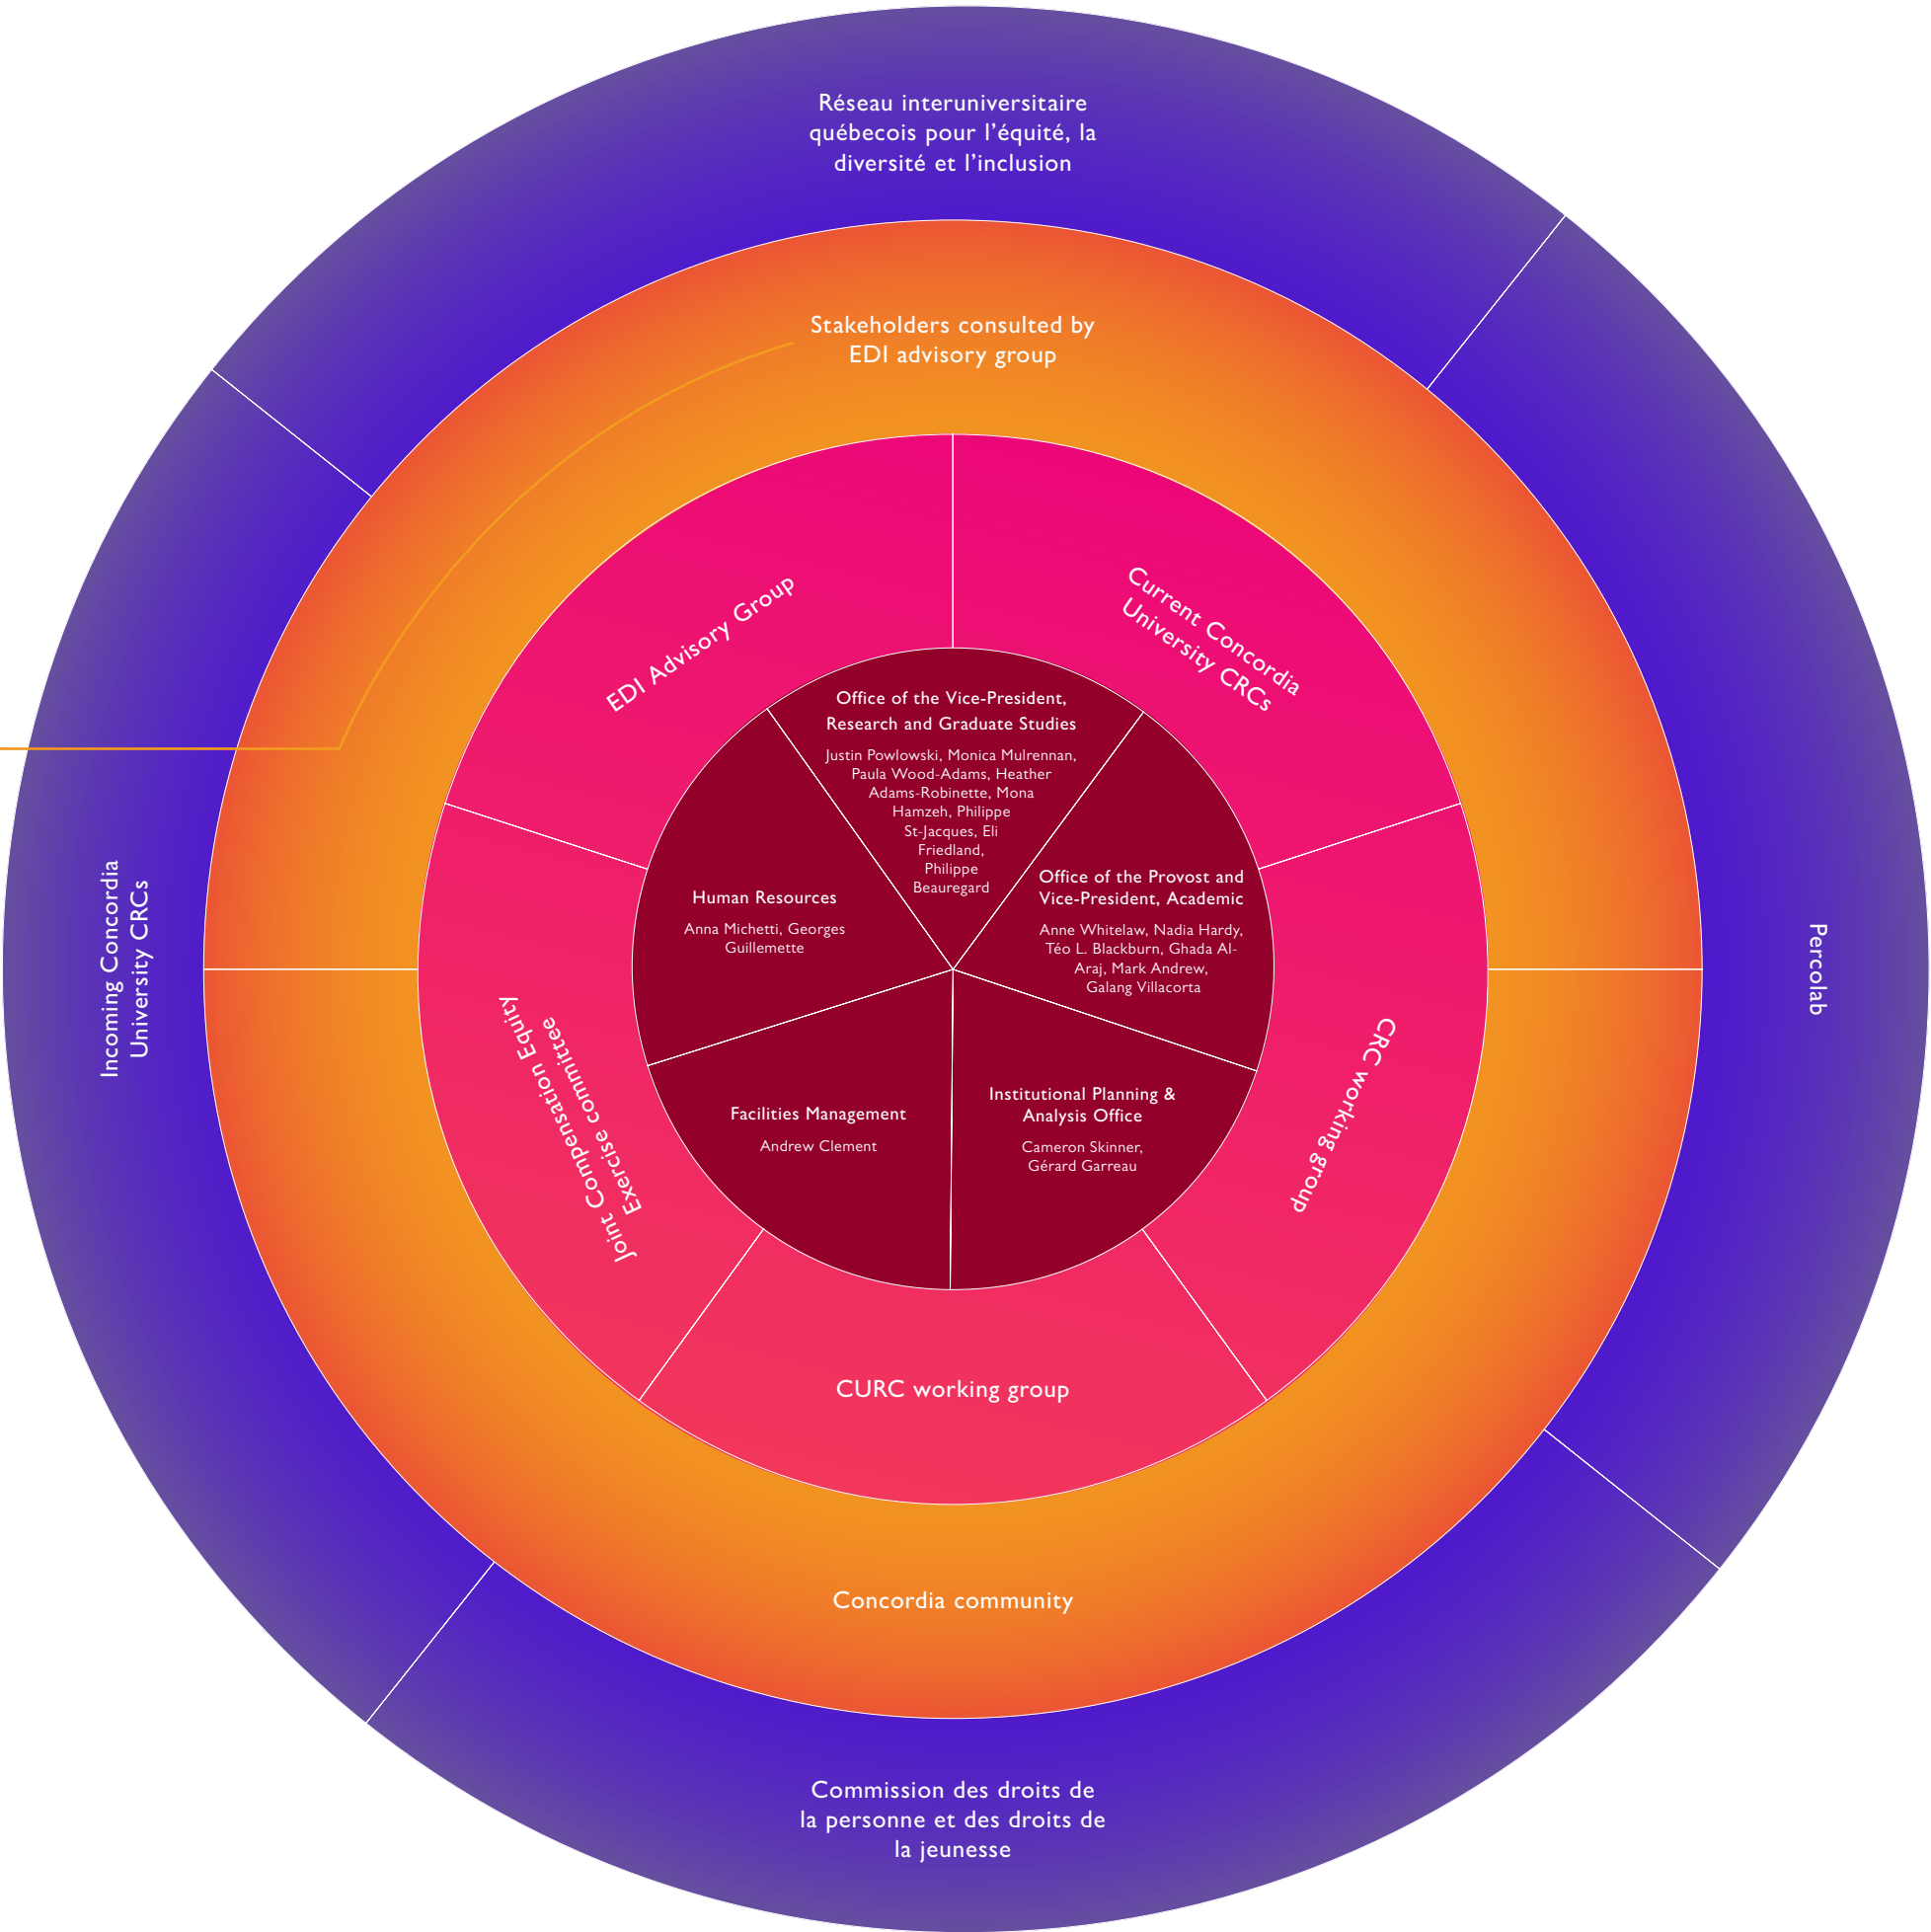 Réseau interuniversitaire
québecois pour l’équité, la
diversité et l’inclusion
Stakeholders consulted by
EDI advisory group
EDI Advisory Group
Current Concordia
University CRCs
Office of the Vice-President,
Research and Graduate Studies
Justin Powlowski, Monica Mulrennan,
Paula Wood-Adams, Heather
Adams-Robinette, Mona
Hamzeh, Philippe
St-Jacques, Eli
Friedland,
Philippe
Beauregard
Human Resources
Anna Michetti, Georges
Guillemette
Office of the Provost and
Vice-President, Academic
Anne Whitelaw, Nadia Hardy,
Téo L. Blackburn, Ghada Al-
Araj, Mark Andrew,
Galang Villacorta
Incoming Concordia
University CRCs
Percolab
Joint Compensation Equity
Exercise committee
CRC working group
Facilities Management
Andrew Clement
Institutional Planning &
Analysis Office
Cameron Skinner,
Gérard Garreau
CURC working group
Concordia community
Commission des droits de
la personne et des droits de
la jeunesse